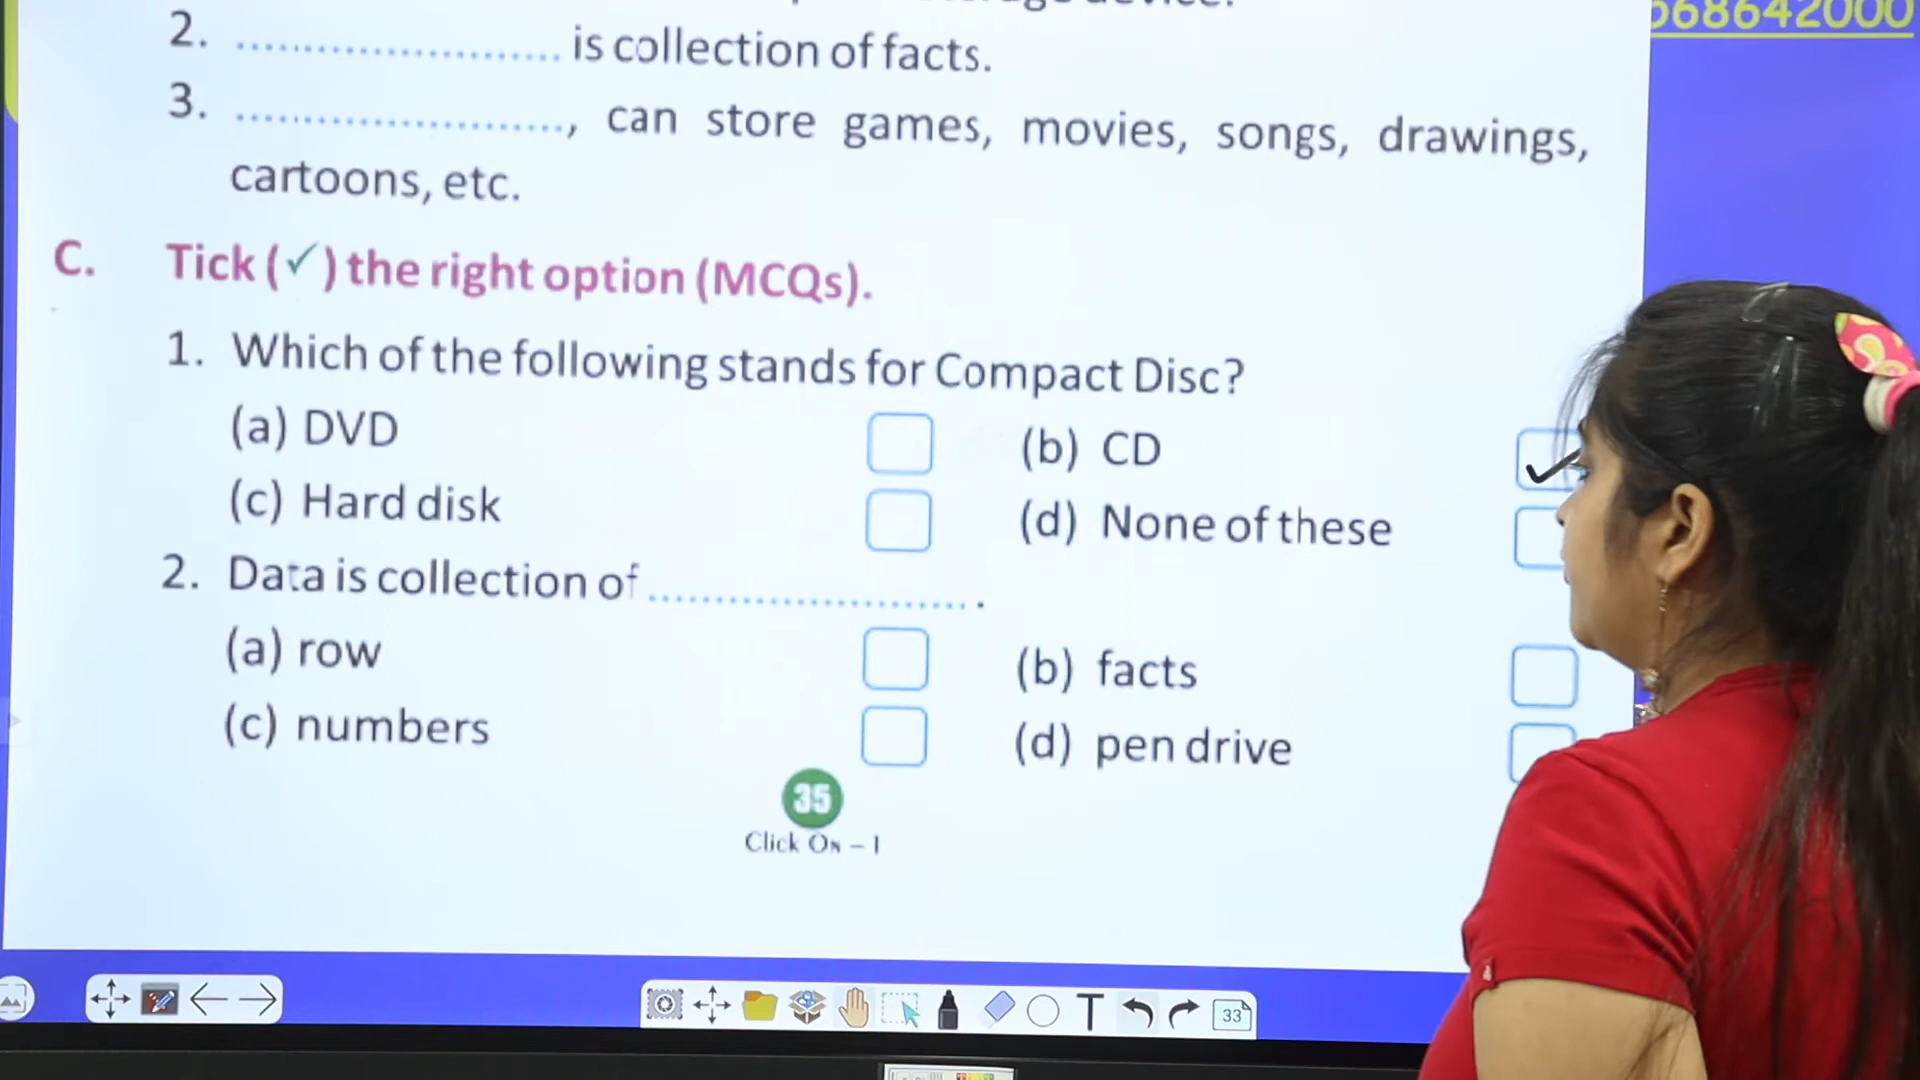 2. ........................ is collection of facts.
3. ........................, can store games, movies, songs, drawings,
cartoons, etc.
C. Tick (✓) the right option (MCQs).
1. Which of the following stands for Compact Disc?
(a) DVD (b) CD ✓
(c) Hard disk (d) None of these
2. Data is collection of ........................ .
(a) row (b) facts
(c) numbers (d) pen drive
35
Click On – 1
T 33